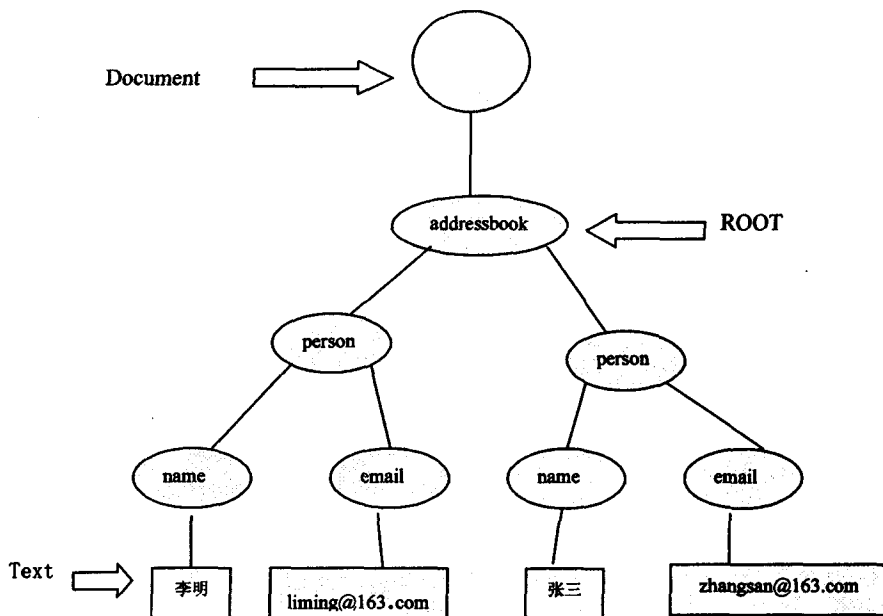 Document
addressbook
ROOT
person
person
name
email
name
email
Text
李明
liming@163.com
张三
zhangsan@163.com